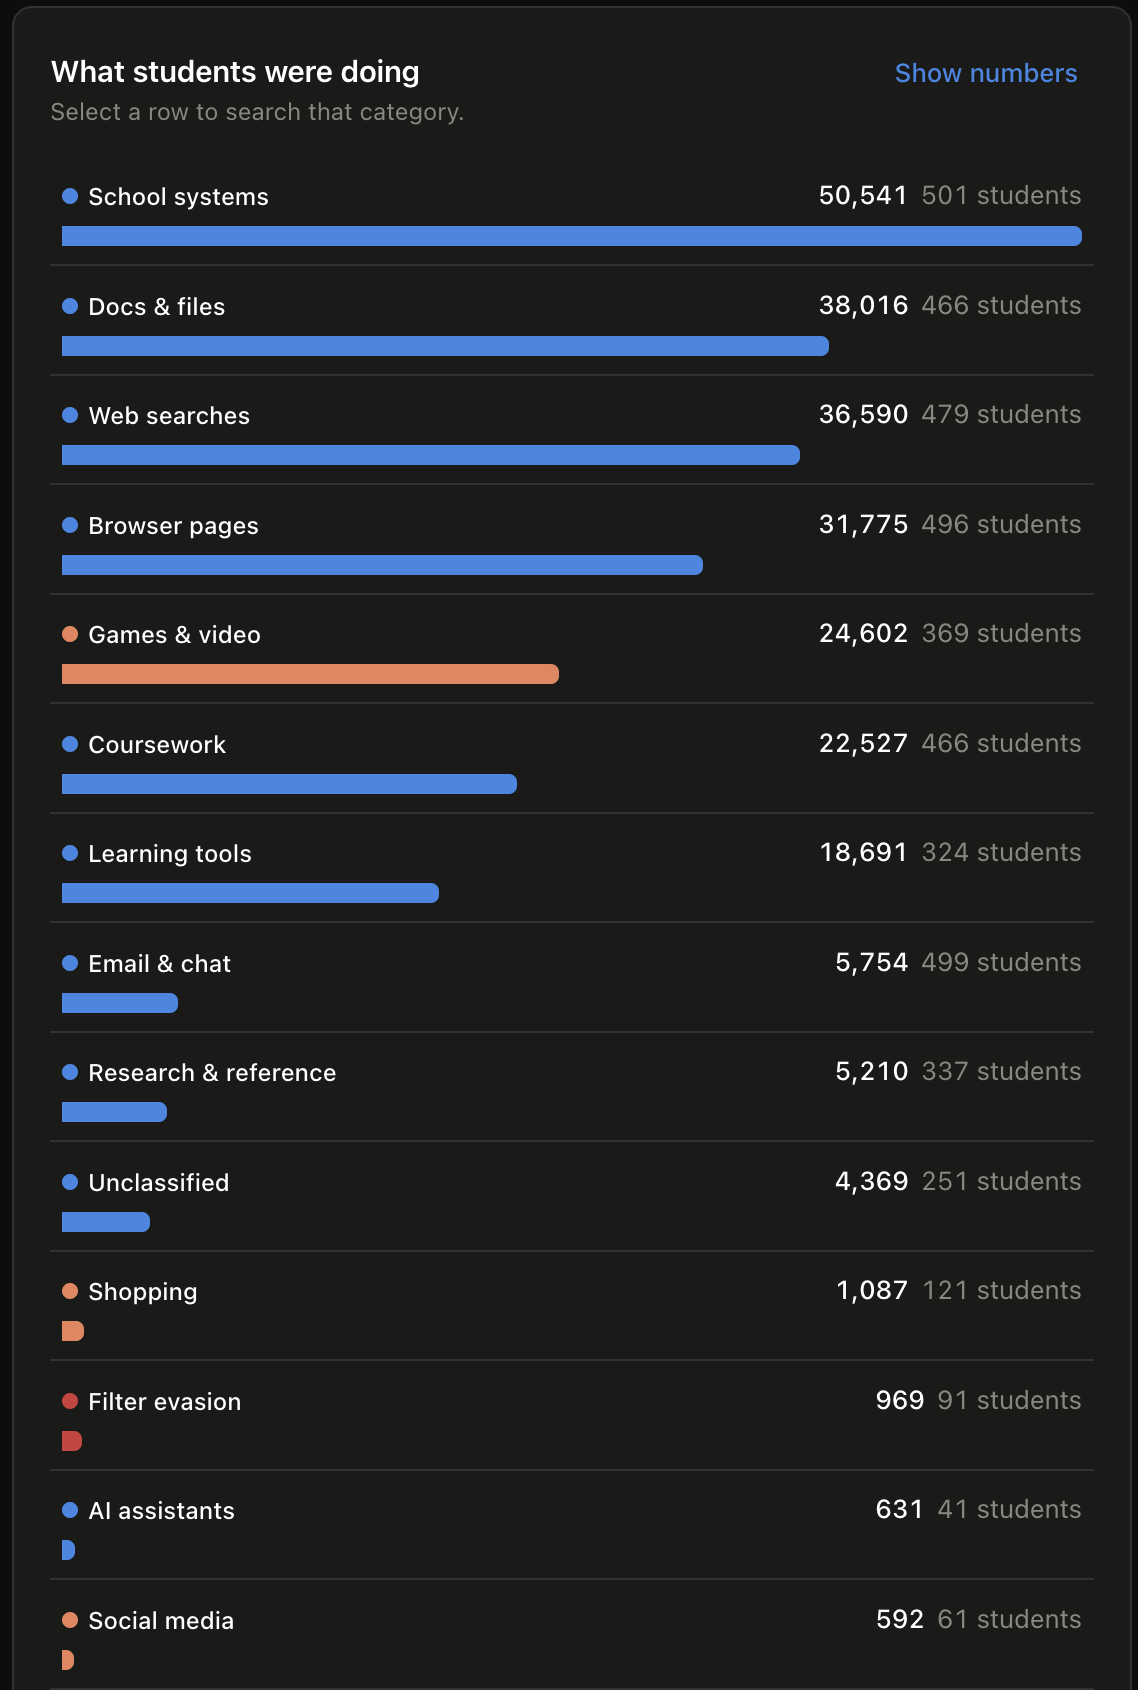 What students were doing
Show numbers
Select a row to search that category.
School systems 50,541 501 students
Docs & files 38,016 466 students
Web searches 36,590 479 students
Browser pages 31,775 496 students
Games & video 24,602 369 students
Coursework 22,527 466 students
Learning tools 18,691 324 students
Email & chat 5,754 499 students
Research & reference 5,210 337 students
Unclassified 4,369 251 students
Shopping 1,087 121 students
Filter evasion 969 91 students
AI assistants 631 41 students
Social media 592 61 students